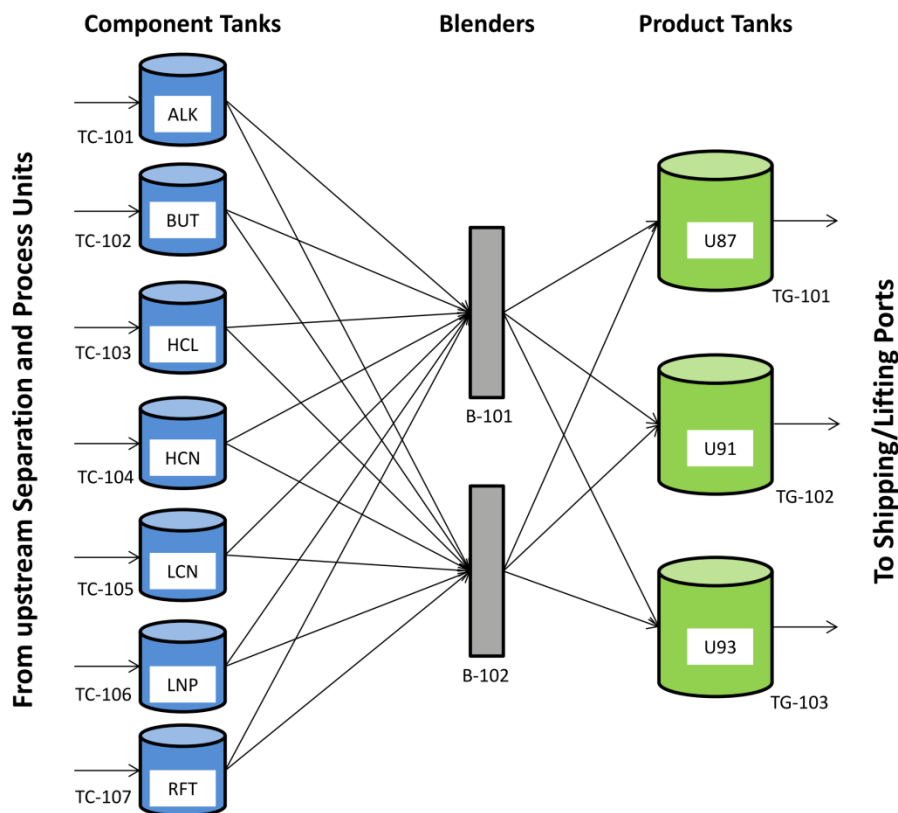 Component Tanks
Blenders
Product Tanks
From upstream Separation and Process Units
ALK
TC-101
BUT
TC-102
HCL
TC-103
HCN
TC-104
LCN
TC-105
LNP
TC-106
RFT
TC-107
B-101
B-102
U87
TG-101
U91
TG-102
U93
TG-103
To Shipping/Lifting Ports